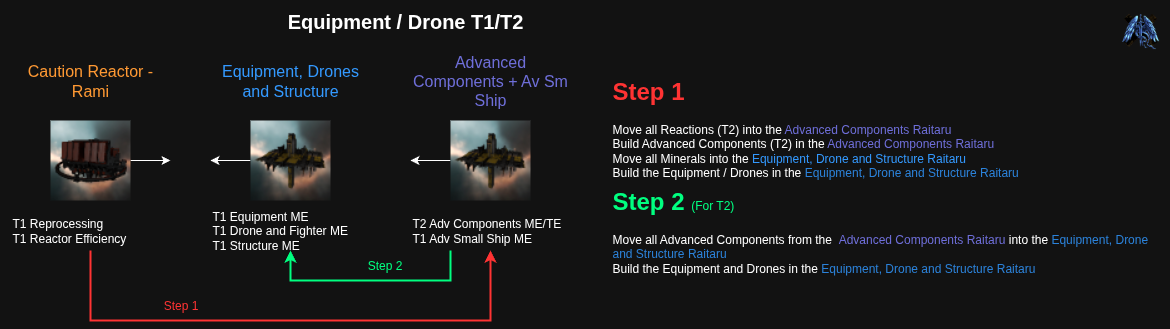 Equipment / Drone T1/T2
Caution Reactor -
Rami
Equipment, Drones
and Structure
Advanced
Components + Av Sm
Ship
T1 Reprocessing
T1 Reactor Efficiency
T1 Equipment ME
T1 Drone and Fighter ME
T1 Structure ME
T2 Adv Components ME/TE
T1 Adv Small Ship ME
Step 2
Step 1
Step 1
Move all Reactions (T2) into the Advanced Components Raitaru
Build Advanced Components (T2) in the Advanced Components Raitaru
Move all Minerals into the Equipment, Drone and Structure Raitaru
Build the Equipment / Drones in the Equipment, Drone and Structure Raitaru
Step 2 (For T2)
Move all Advanced Components from the Advanced Components Raitaru into the Equipment, Drone
and Structure Raitaru
Build the Equipment and Drones in the Equipment, Drone and Structure Raitaru